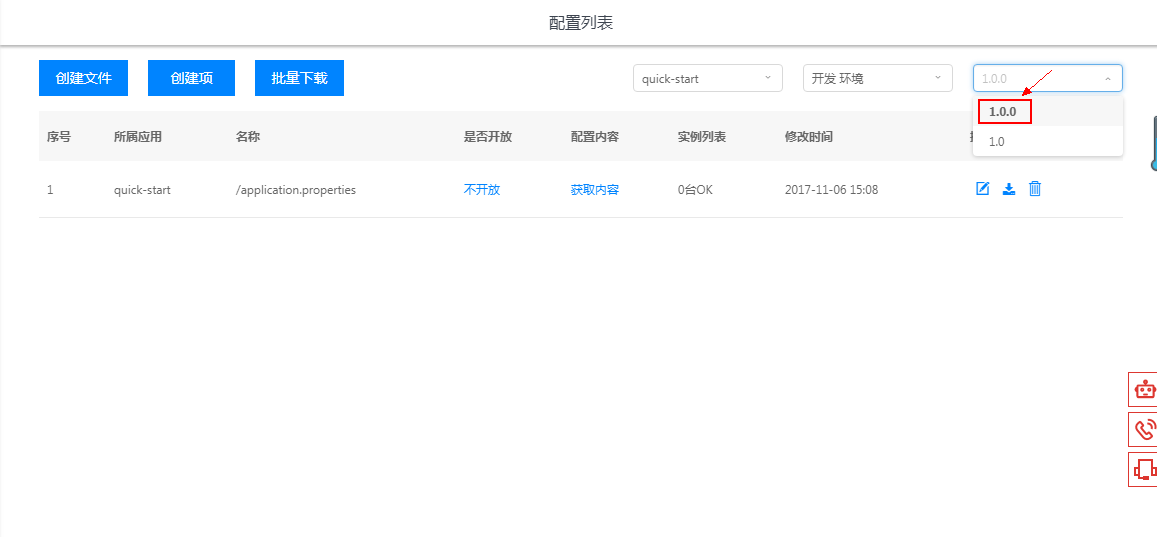 配置列表
创建文件 创建项 批量下载 quick-start 开发 环境 1.0.0
1.0.0
1.0
序号 所属应用 名称 是否开放 配置内容 实例列表 修改时间
1 quick-start /application.properties 不开放 获取内容 0台OK 2017-11-06 15:08